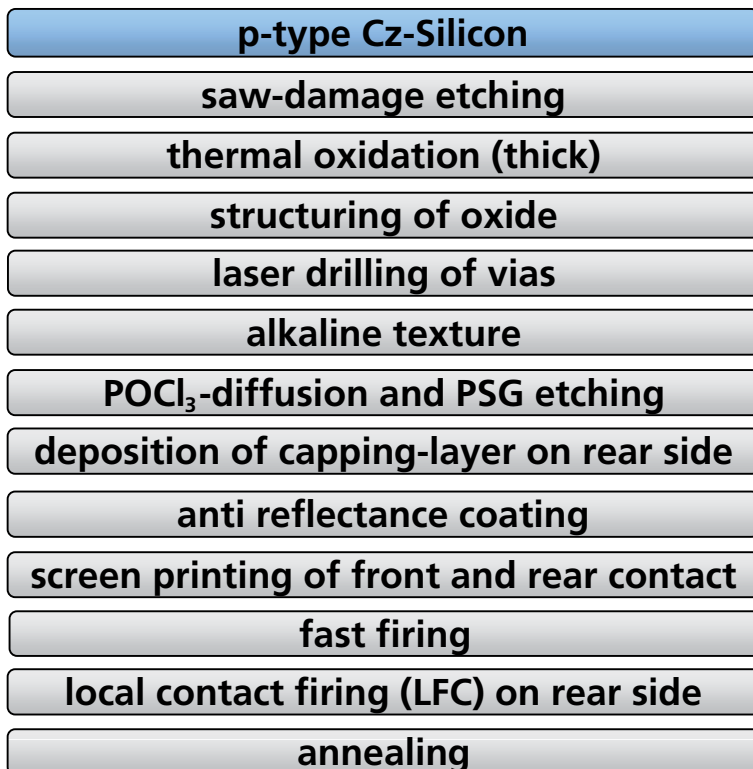 p-type Cz-Silicon
saw-damage etching
thermal oxidation (thick)
structuring of oxide
laser drilling of vias
alkaline texture
POCl₃-diffusion and PSG etching
deposition of capping-layer on rear side
anti reflectance coating
screen printing of front and rear contact
fast firing
local contact firing (LFC) on rear side
annealing